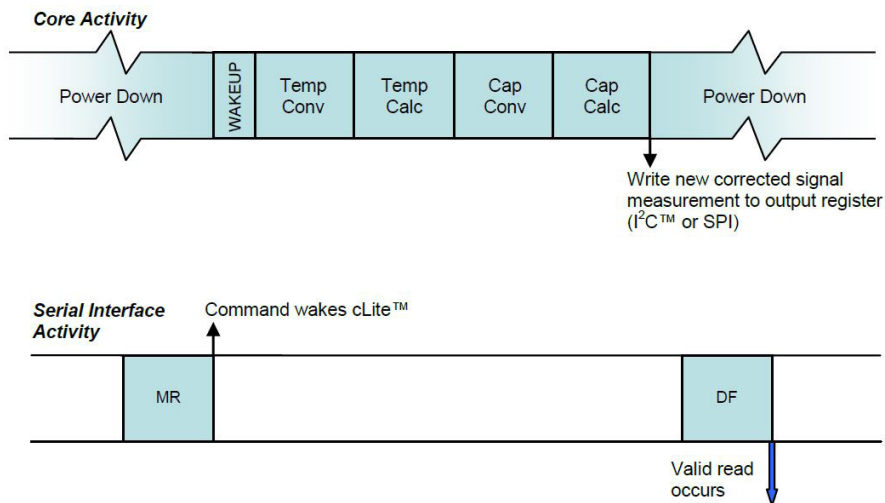 Core Activity
Power Down
WAKEUP
Temp
Conv
Temp
Calc
Cap
Conv
Cap
Calc
Power Down
Write new corrected signal
measurement to output register
(I²C™ or SPI)
Serial Interface
Activity
Command wakes cLite™
MR
DF
Valid read
occurs